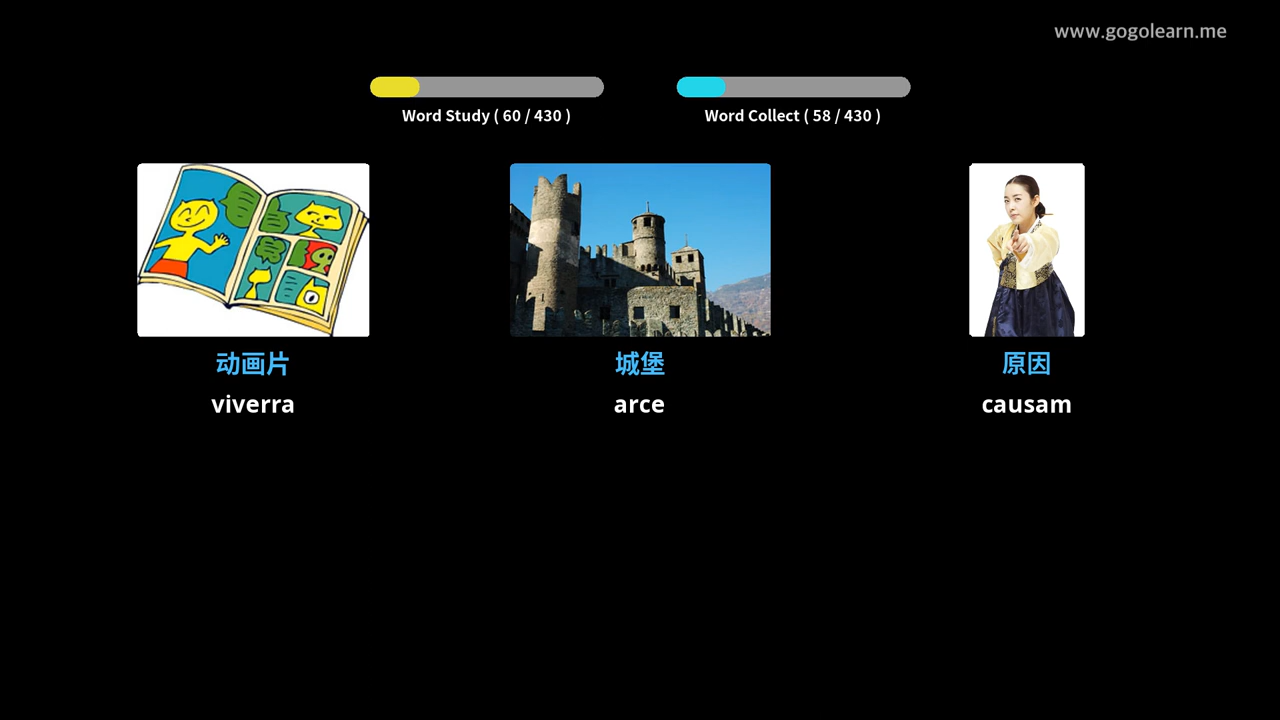 www.gogolearn.me
Word Study ( 60 / 430 )
Word Collect ( 58 / 430 )
动画片
城堡
原因
viverra
arce
causam